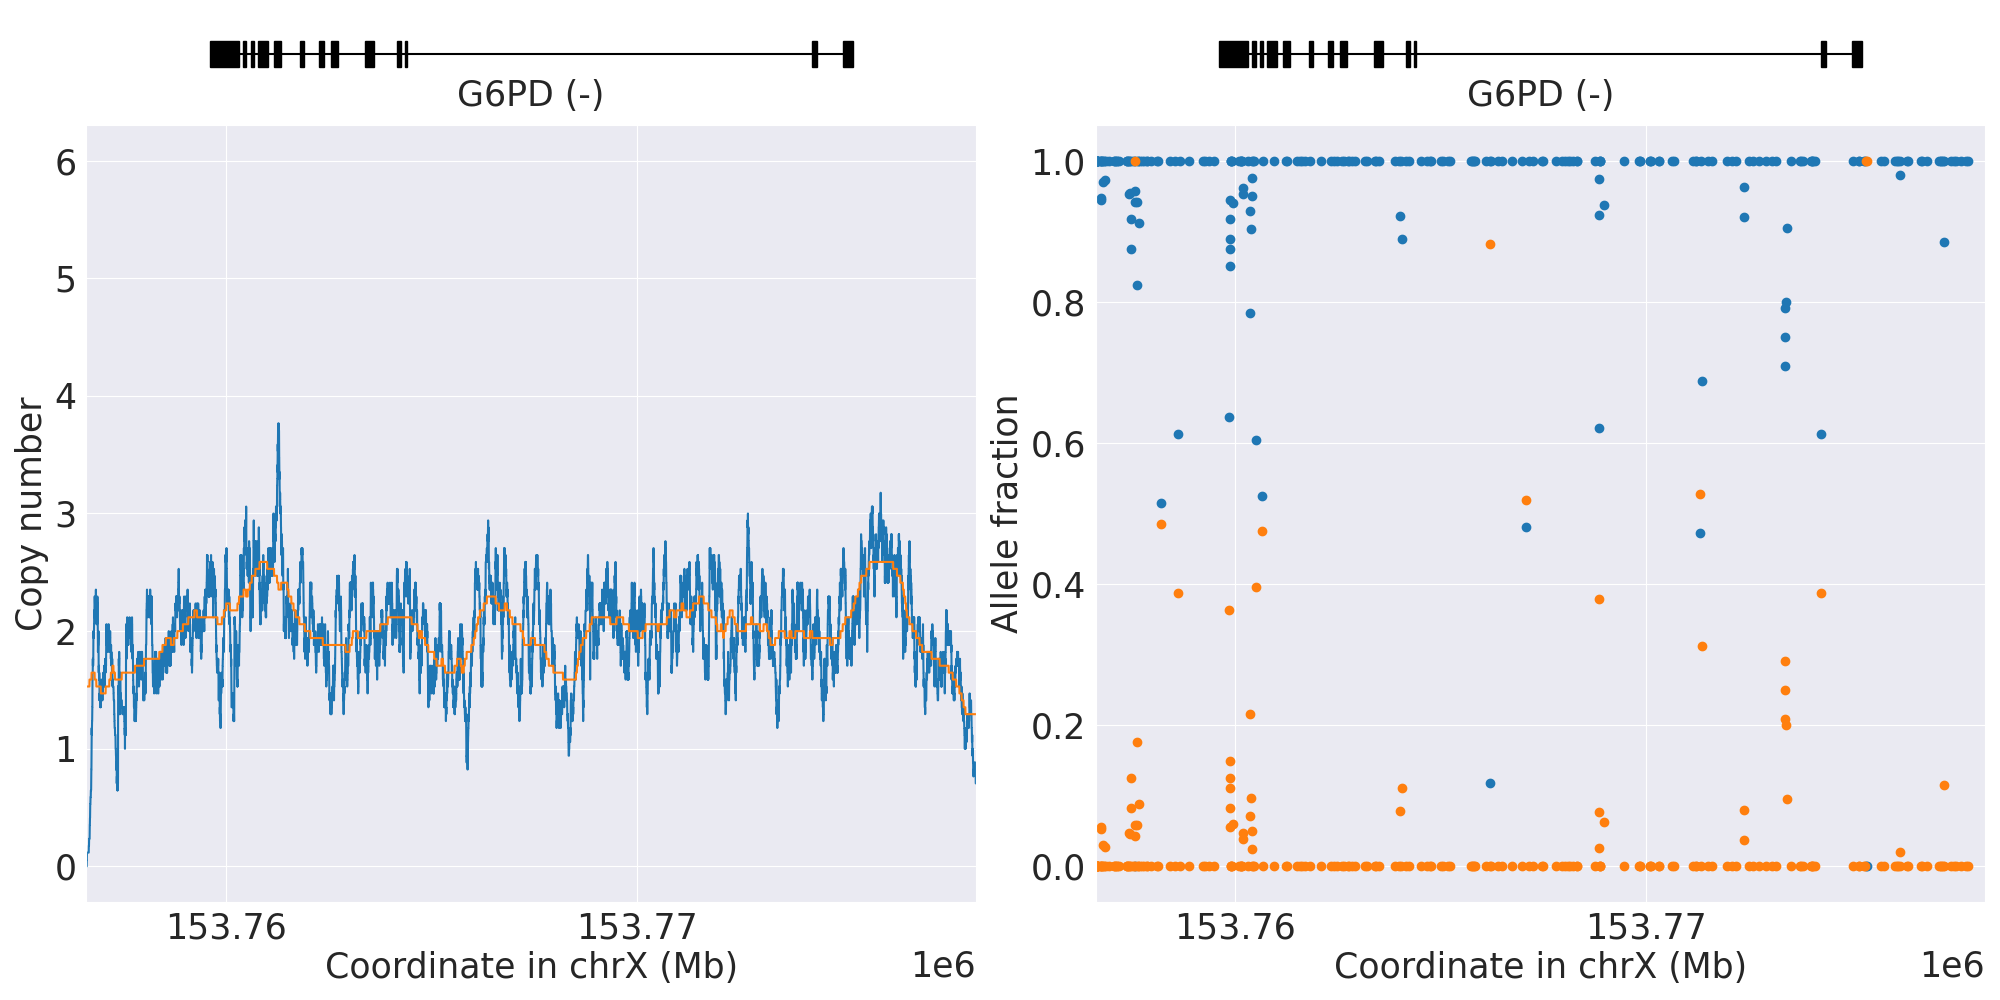 G6PD (-)
6
5
4
3
2
1
0
Copy number
153.76
153.77
Coordinate in chrX (Mb)
1e6
G6PD (-)
1.0
0.8
0.6
0.4
0.2
0.0
Allele fraction
153.76
153.77
Coordinate in chrX (Mb)
1e6